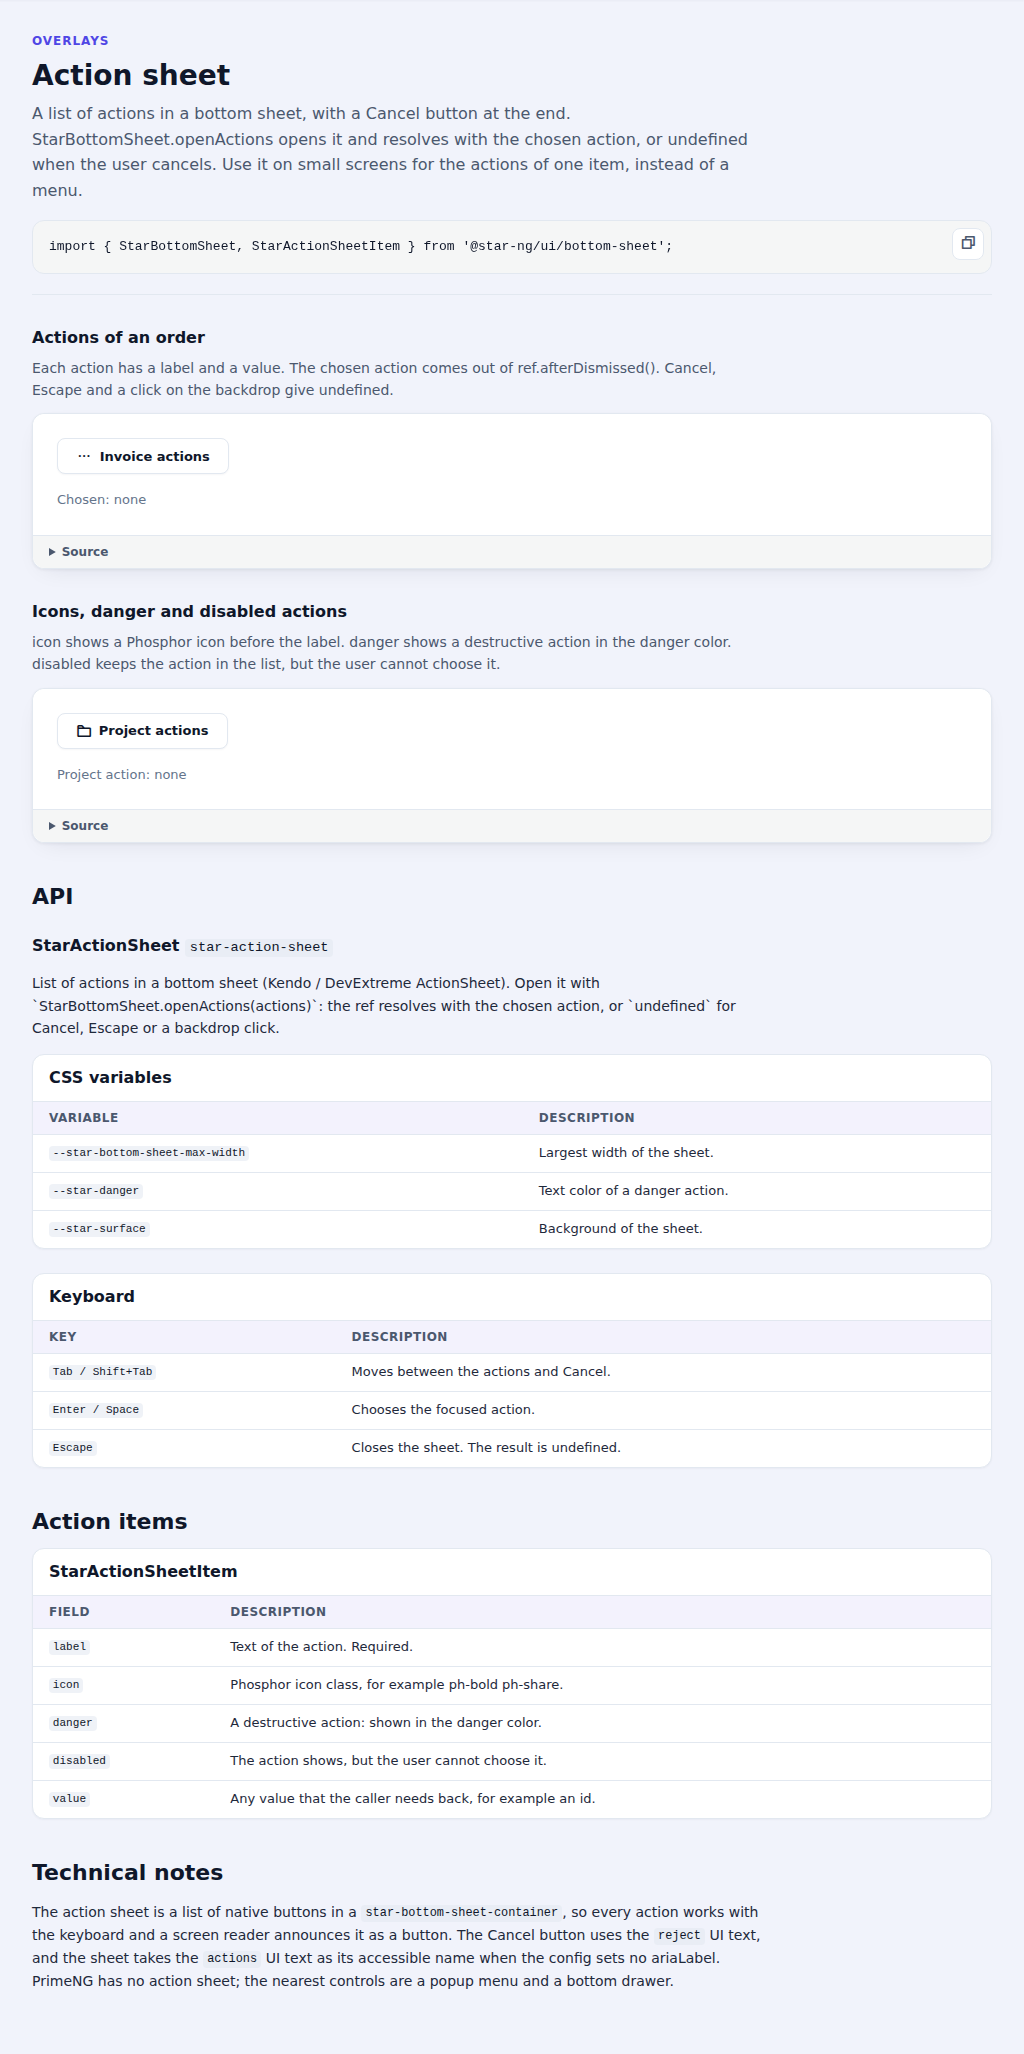 OVERLAYS
Action sheet
A list of actions in a bottom sheet, with a Cancel button at the end.
StarBottomSheet.openActions opens it and resolves with the chosen action, or undefined
when the user cancels. Use it on small screens for the actions of one item, instead of a
menu.
import { StarBottomSheet, StarActionSheetItem } from '@star-ng/ui/bottom-sheet';
Actions of an order
Each action has a label and a value. The chosen action comes out of ref.afterDismissed(). Cancel,
Escape and a click on the backdrop give undefined.
Invoice actions
Chosen: none
Source
Icons, danger and disabled actions
icon shows a Phosphor icon before the label. danger shows a destructive action in the danger color.
disabled keeps the action in the list, but the user cannot choose it.
Project actions
Project action: none
Source
API
StarActionSheet star-action-sheet
List of actions in a bottom sheet (Kendo / DevExtreme ActionSheet). Open it with
`StarBottomSheet.openActions(actions)`: the ref resolves with the chosen action, or `undefined` for
Cancel, Escape or a backdrop click.
CSS variables
VARIABLE DESCRIPTION
--star-bottom-sheet-max-width Largest width of the sheet.
--star-danger Text color of a danger action.
--star-surface Background of the sheet.
Keyboard
KEY DESCRIPTION
Tab / Shift+Tab Moves between the actions and Cancel.
Enter / Space Chooses the focused action.
Escape Closes the sheet. The result is undefined.
Action items
StarActionSheetItem
FIELD DESCRIPTION
label Text of the action. Required.
icon Phosphor icon class, for example ph-bold ph-share.
danger A destructive action: shown in the danger color.
disabled The action shows, but the user cannot choose it.
value Any value that the caller needs back, for example an id.
Technical notes
The action sheet is a list of native buttons in a star-bottom-sheet-container, so every action works with
the keyboard and a screen reader announces it as a button. The Cancel button uses the reject UI text,
and the sheet takes the actions UI text as its accessible name when the config sets no ariaLabel.
PrimeNG has no action sheet; the nearest controls are a popup menu and a bottom drawer.